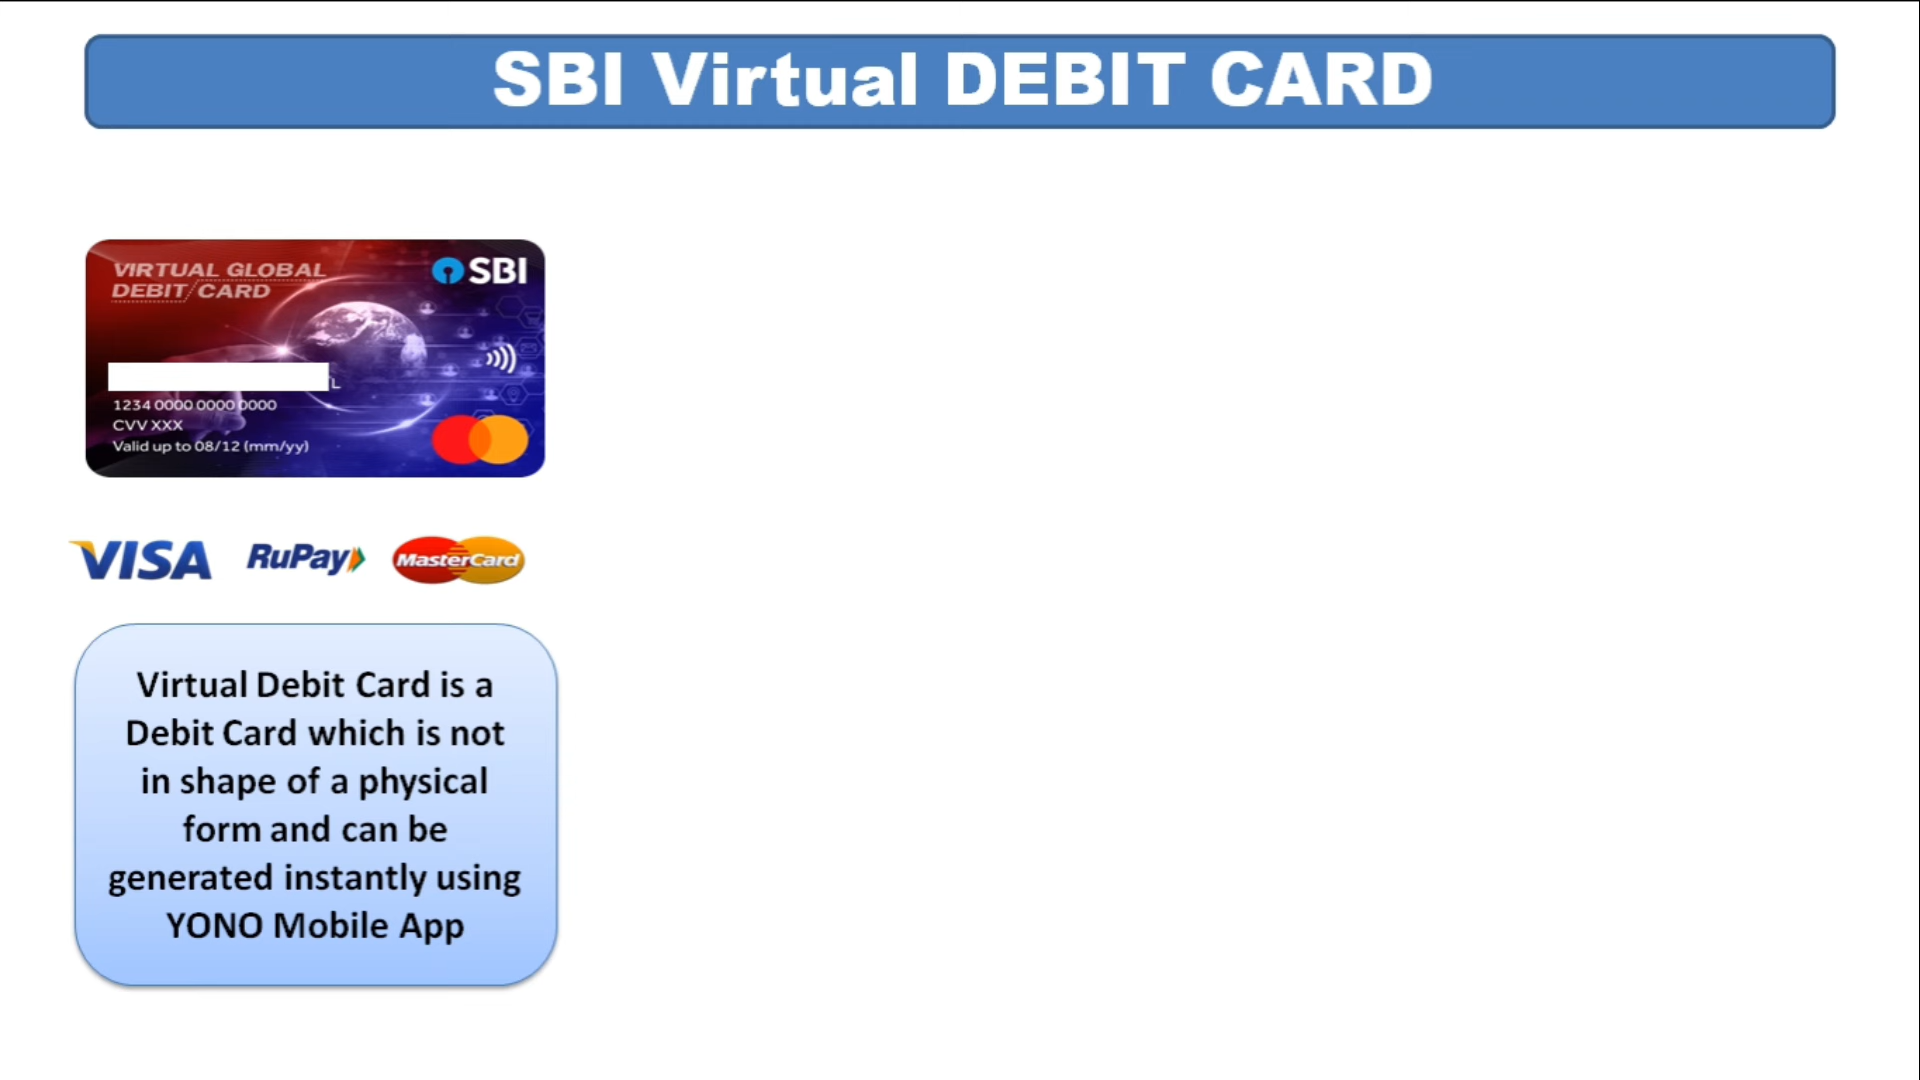 SBI Virtual DEBIT CARD
VIRTUAL GLOBAL
DEBIT CARD
SBI
L
1234 0000 0000 0000
CVV XXX
Valid up to 08/12 (mm/yy)
VISA RuPay MasterCard
Virtual Debit Card is a
Debit Card which is not
in shape of a physical
form and can be
generated instantly using
YONO Mobile App